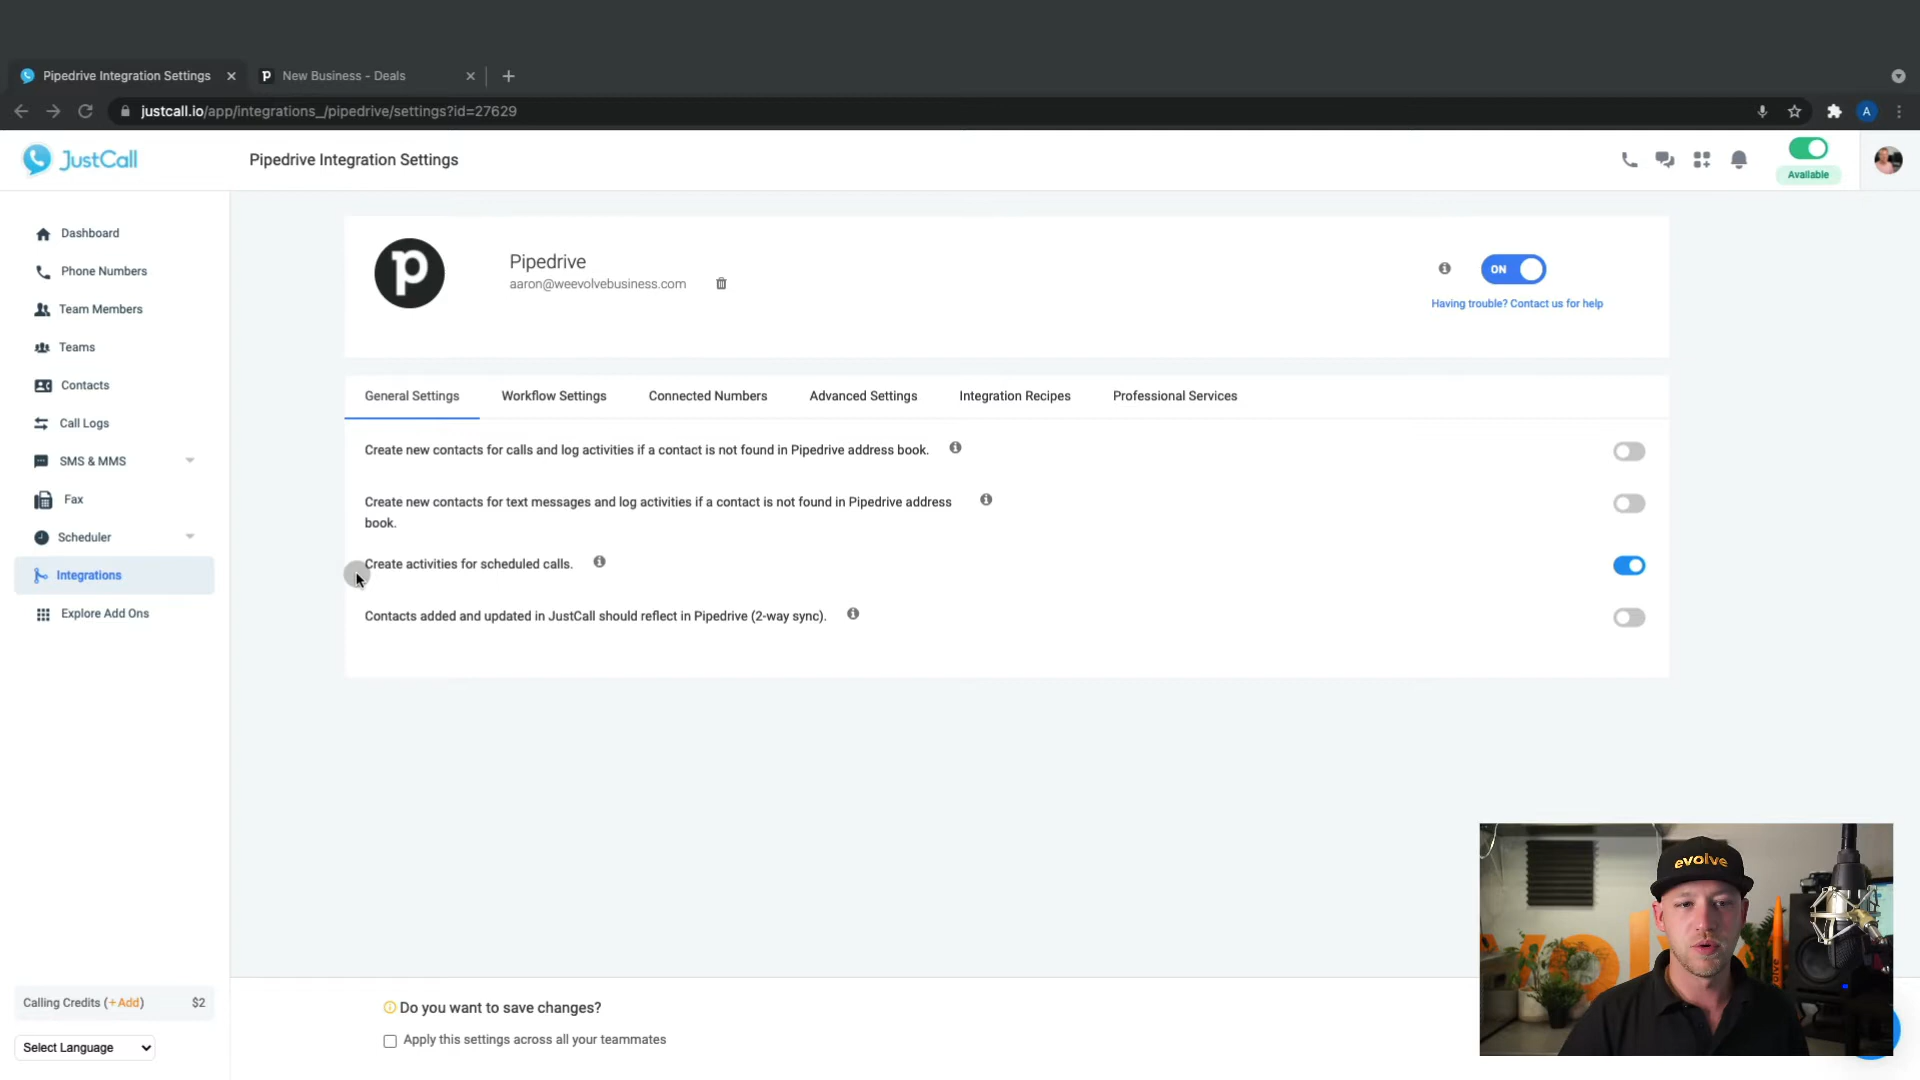 Pipedrive Integration Settings
New Business - Deals
justcall.io/app/integrations_/pipedrive/settings?id=27629
A
JustCall
Pipedrive Integration Settings
Available
Dashboard
Phone Numbers
Team Members
Teams
Contacts
Call Logs
SMS & MMS
Fax
Scheduler
Integrations
Explore Add Ons
Calling Credits (+Add) $2
Select Language
p
Pipedrive
aaron@weevolvebusiness.com
ON
Having trouble? Contact us for help
General Settings
Workflow Settings
Connected Numbers
Advanced Settings
Integration Recipes
Professional Services
Create new contacts for calls and log activities if a contact is not found in Pipedrive address book.
Create new contacts for text messages and log activities if a contact is not found in Pipedrive address
book.
Create activities for scheduled calls.
Contacts added and updated in JustCall should reflect in Pipedrive (2-way sync).
Do you want to save changes?
Apply this settings across all your teammates
evolve